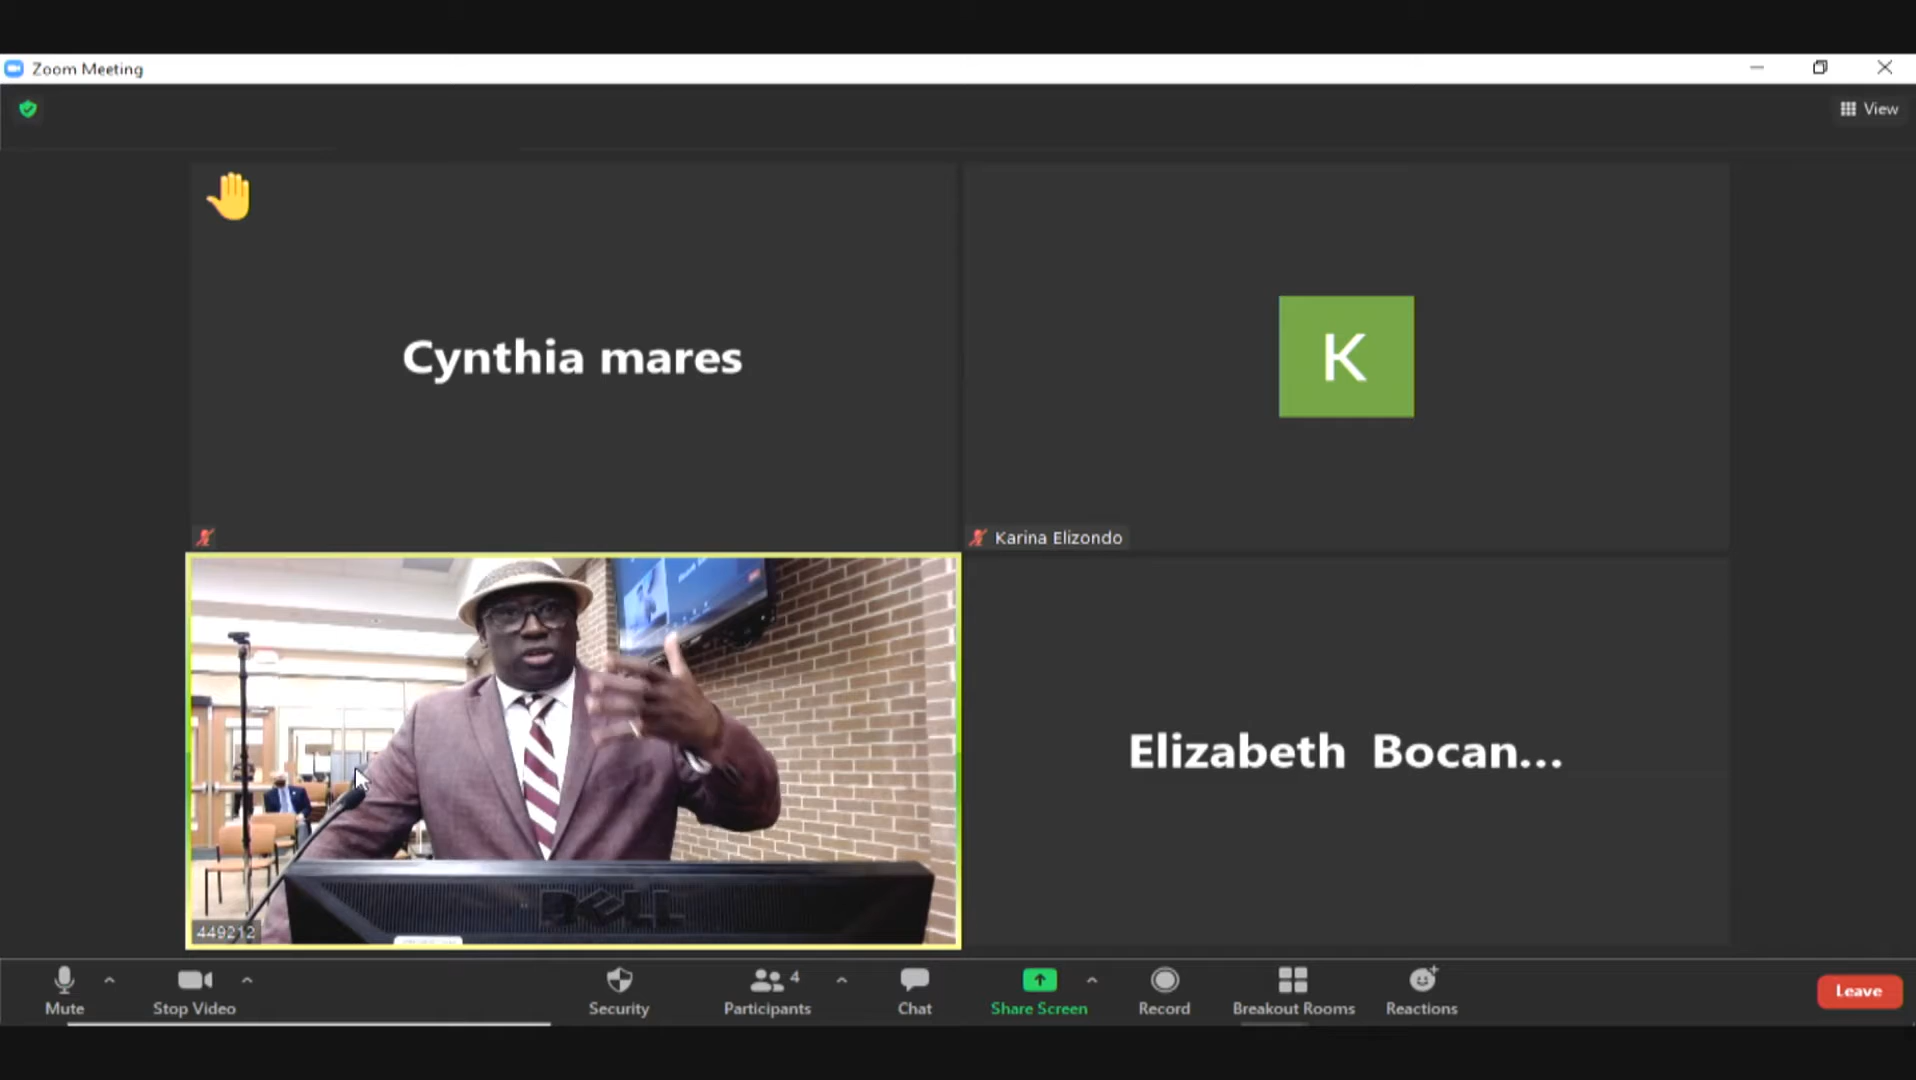 Zoom Meeting
View
Cynthia mares
K
Karina Elizondo
Elizabeth Bocan...
DELL
449212
Mute
Stop Video
Security
Participants
4
Chat
Share Screen
Record
Breakout Rooms
Reactions
Leave